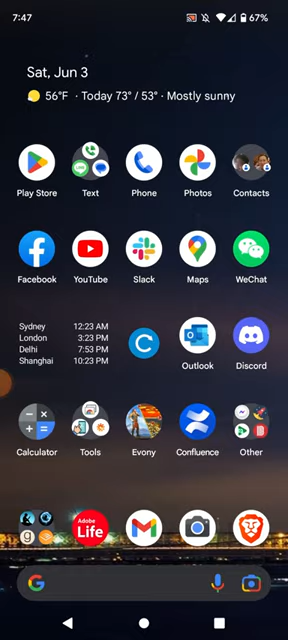 7:47
67%
Sat, Jun 3
56°F · Today 73° / 53° · Mostly sunny
Play Store Text Phone Photos Contacts
Facebook YouTube Slack Maps WeChat
Sydney 12:23 AM
London 3:23 PM
Delhi 7:53 PM
Shanghai 10:23 PM
Outlook Discord
Calculator Tools Evony Confluence Other
Adobe
Life